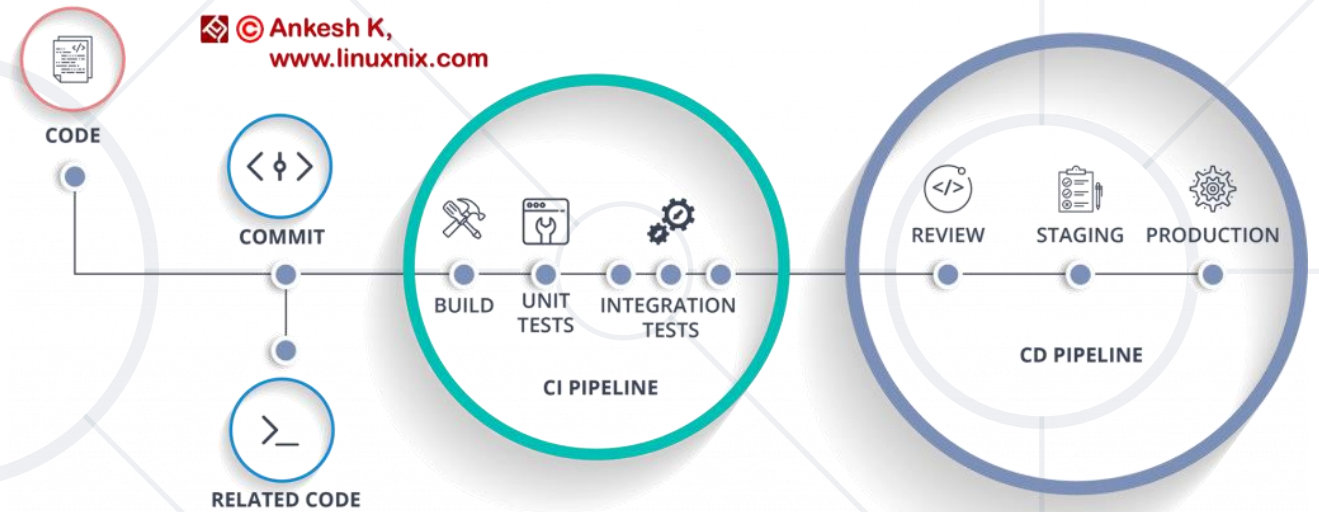 © Ankesh K,
www.linuxnix.com
CODE
COMMIT
RELATED CODE
BUILD
UNIT
TESTS
INTEGRATION
TESTS
CI PIPELINE
REVIEW
STAGING
PRODUCTION
CD PIPELINE